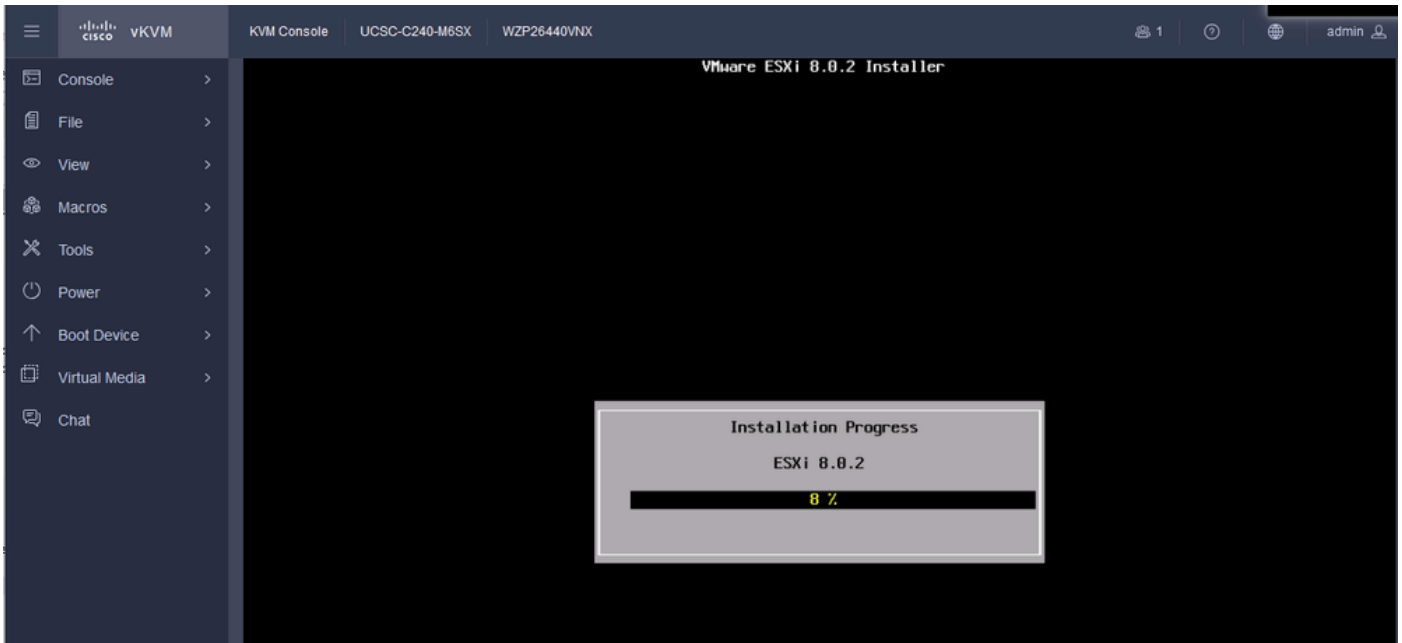 cisco vKVM KVM Console UCSC-C240-M6SX WZP26440VNX 1 admin
Console
File
View
Macros
Tools
Power
Boot Device
Virtual Media
Chat
VMware ESXi 8.0.2 Installer
Installation Progress
ESXi 8.0.2
8 %